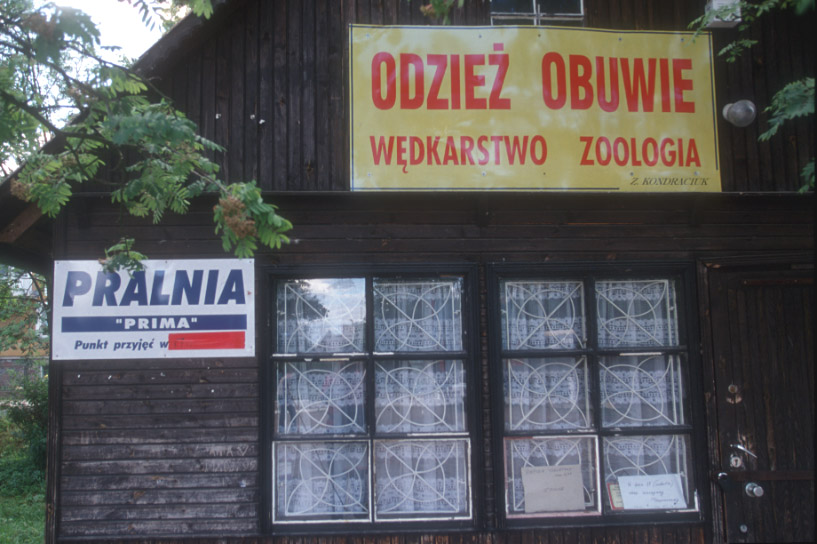 ODZIEŻ OBUWIE
WĘDKARSTWO ZOOLOGIA
Z. KONDRACIUK
PRALNIA
"PRIMA"
Punkt przyjęć w